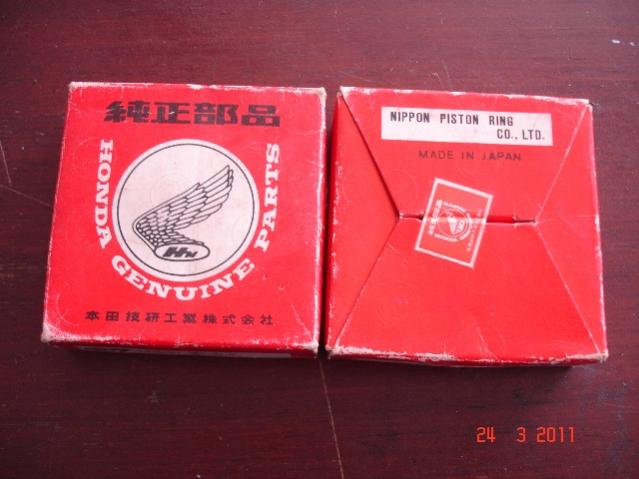 純正部品
HONDA GENUINE PARTS
HM
本田技研工業株式会社
NIPPON PISTON RING
CO., LTD.
MADE IN JAPAN
24 3 2011